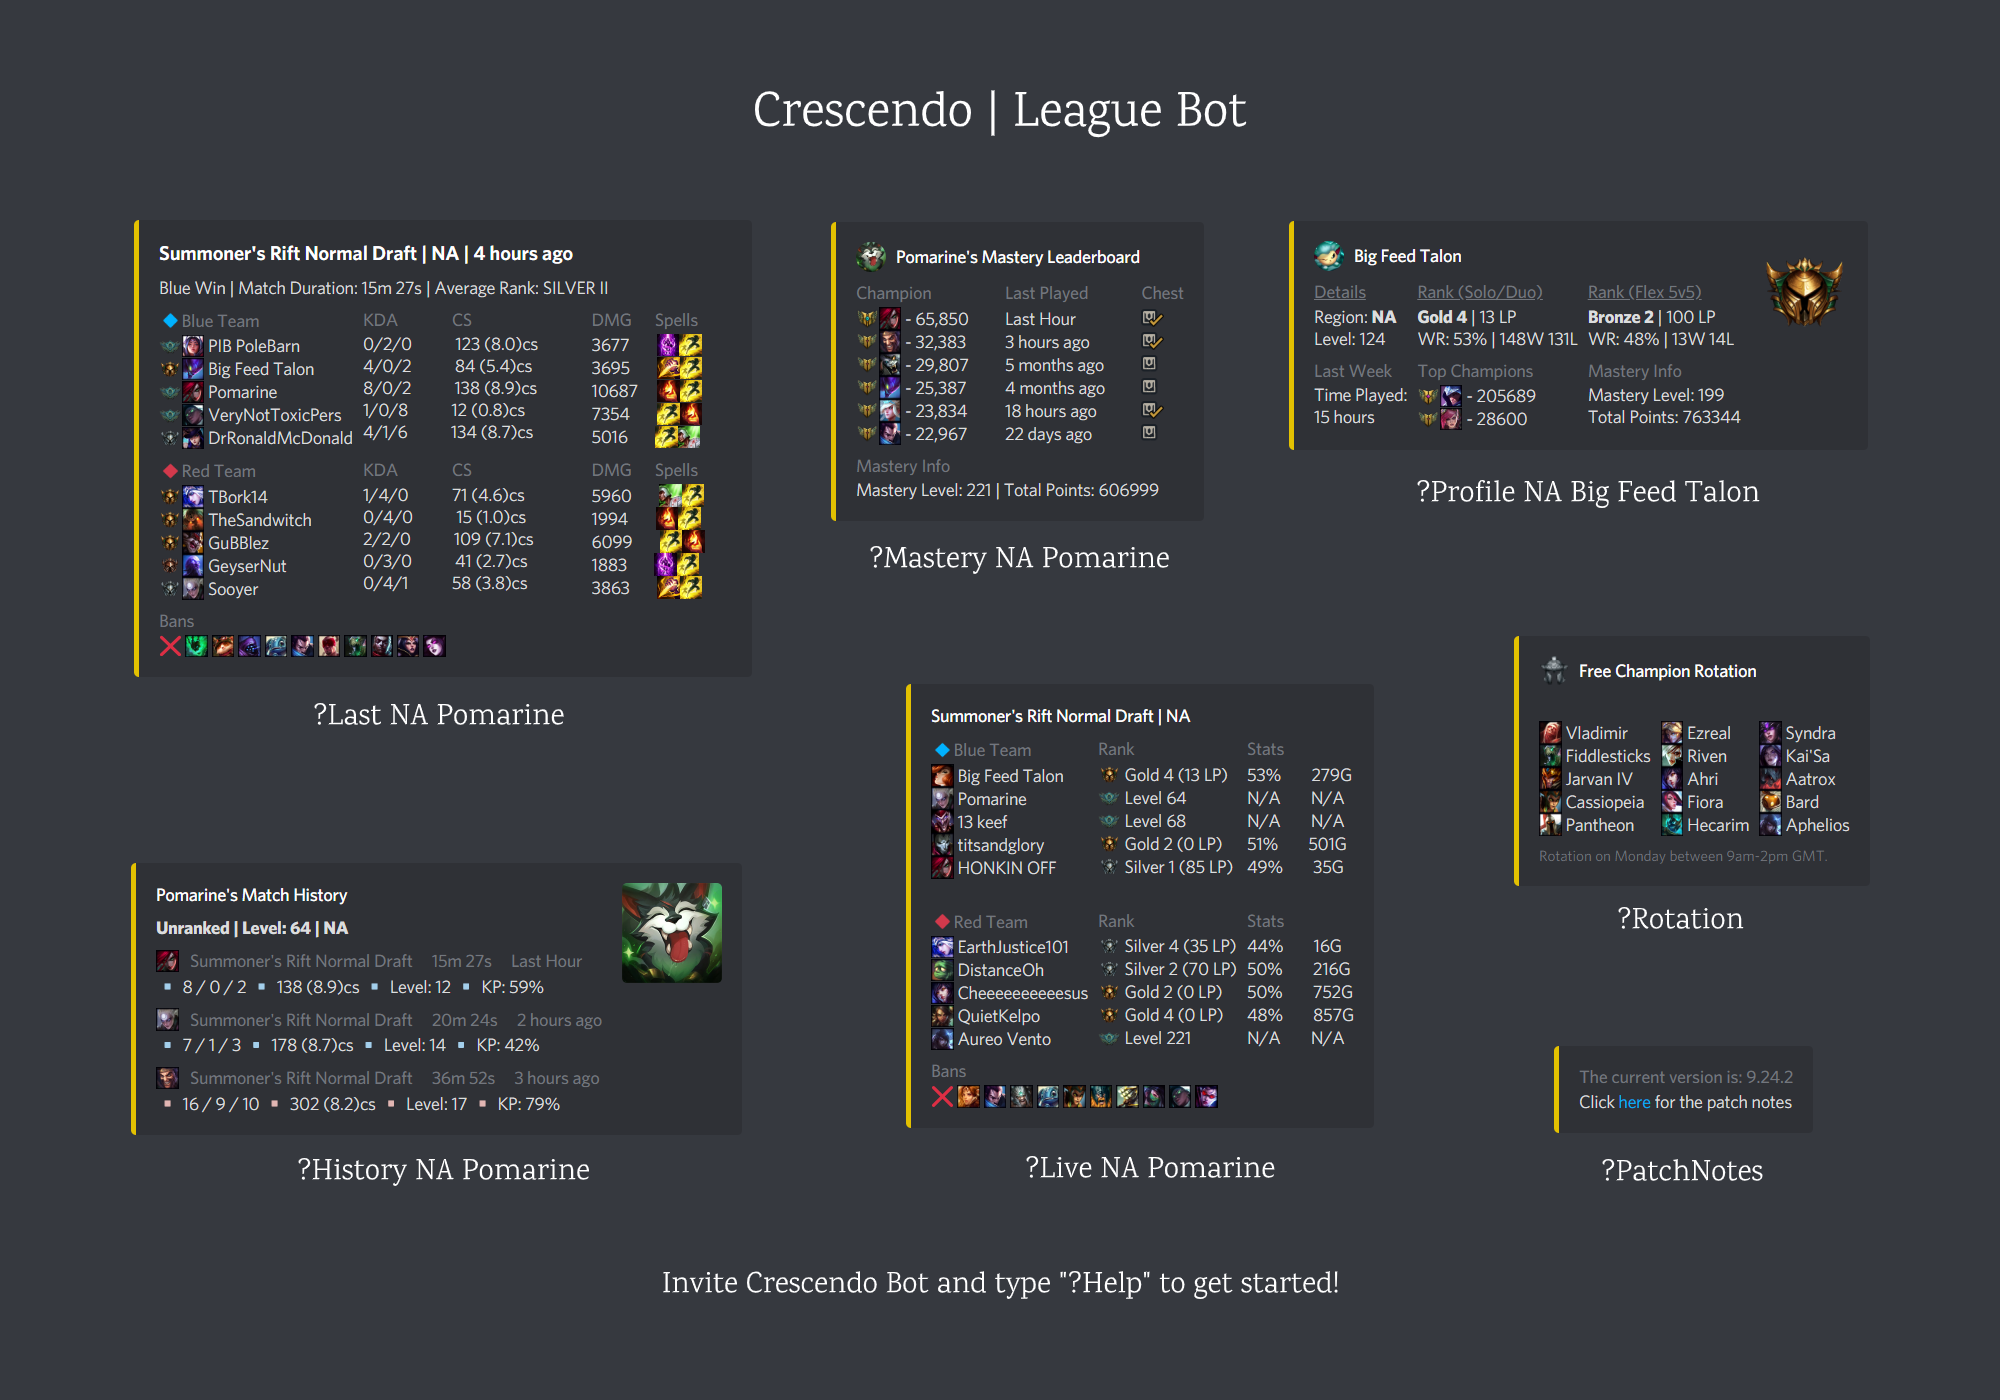 Crescendo | League Bot
Summoner's Rift Normal Draft | NA | 4 hours ago
Blue Win | Match Duration: 15m 27s | Average Rank: SILVER II
Blue Team KDA CS DMG Spells
PIB PoleBarn 0/2/0 123 (8.0)cs 3677
Big Feed Talon 4/0/2 84 (5.4)cs 3695
Pomarine 8/0/2 138 (8.9)cs 10687
VeryNotToxicPers 1/0/8 12 (0.8)cs 7354
DrRonaldMcDonald 4/1/6 134 (8.7)cs 5016
Red Team KDA CS DMG Spells
TBork14 1/4/0 71 (4.6)cs 5960
TheSandwitch 0/4/0 15 (1.0)cs 1994
GuBBlez 2/2/0 109 (7.1)cs 6099
GeyserNut 0/3/0 41 (2.7)cs 1883
Sooyer 0/4/1 58 (3.8)cs 3863
Bans
?Last NA Pomarine
Pomarine's Mastery Leaderboard
Champion Last Played Chest
- 65,850 Last Hour
- 32,383 3 hours ago
- 29,807 5 months ago
- 25,387 4 months ago
- 23,834 18 hours ago
- 22,967 22 days ago
Mastery Info
Mastery Level: 221 | Total Points: 606999
?Mastery NA Pomarine
Big Feed Talon
Details Rank (Solo/Duo) Rank (Flex 5v5)
Region: NA Gold 4 | 13 LP Bronze 2 | 100 LP
Level: 124 WR: 53% | 148W 131L WR: 48% | 13W 14L
Last Week Top Champions Mastery Info
Time Played: - 205689 Mastery Level: 199
15 hours - 28600 Total Points: 763344
?Profile NA Big Feed Talon
Pomarine's Match History
Unranked | Level: 64 | NA
Summoner's Rift Normal Draft 15m 27s Last Hour
8 / 0 / 2 138 (8.9)cs Level: 12 KP: 59%
Summoner's Rift Normal Draft 20m 24s 2 hours ago
7 / 1 / 3 178 (8.7)cs Level: 14 KP: 42%
Summoner's Rift Normal Draft 36m 52s 3 hours ago
16 / 9 / 10 302 (8.2)cs Level: 17 KP: 79%
?History NA Pomarine
Summoner's Rift Normal Draft | NA
Blue Team Rank Stats
Big Feed Talon Gold 4 (13 LP) 53% 279G
Pomarine Level 64 N/A N/A
13 keef Level 68 N/A N/A
titsandglory Gold 2 (0 LP) 51% 501G
HONKIN OFF Silver 1 (85 LP) 49% 35G
Red Team Rank Stats
EarthJustice101 Silver 4 (35 LP) 44% 16G
DistanceOh Silver 2 (70 LP) 50% 216G
Cheeeeeeeeeesus Gold 2 (0 LP) 50% 752G
QuietKelpo Gold 4 (0 LP) 48% 857G
Aureo Vento Level 221 N/A N/A
Bans
?Live NA Pomarine
Free Champion Rotation
Vladimir Ezreal Syndra
Fiddlesticks Riven Kai'Sa
Jarvan IV Ahri Aatrox
Cassiopeia Fiora Bard
Pantheon Hecarim Aphelios
Rotation on Monday between 9am-2pm GMT.
?Rotation
The current version is: 9.24.2
Click here for the patch notes
?PatchNotes
Invite Crescendo Bot and type "?Help" to get started!